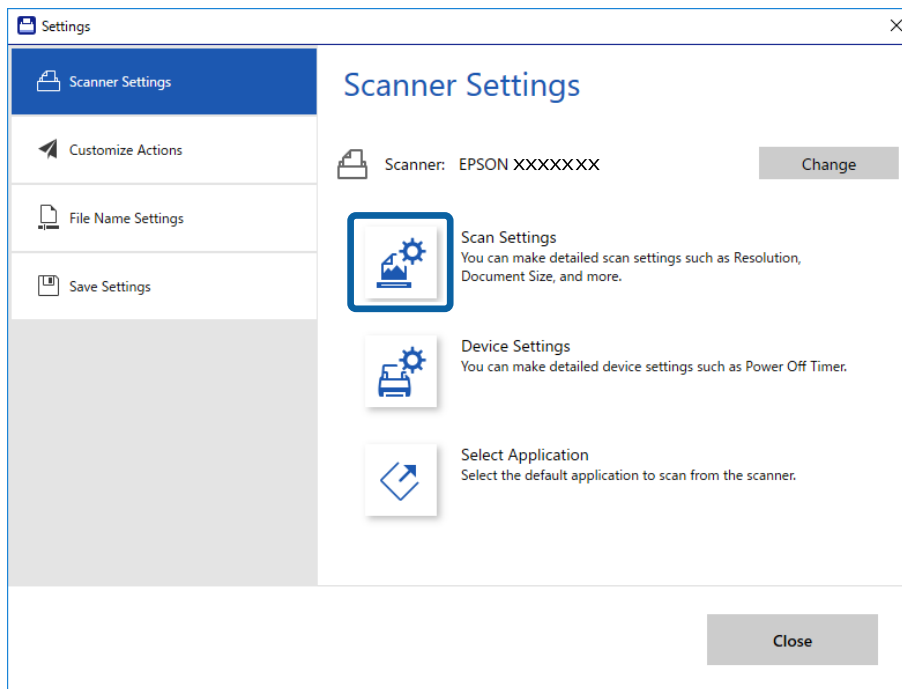 Settings
Scanner Settings
Customize Actions
File Name Settings
Save Settings
Scanner Settings
Scanner: EPSON XXXXXXX
Change
Scan Settings
You can make detailed scan settings such as Resolution,
Document Size, and more.
Device Settings
You can make detailed device settings such as Power Off Timer.
Select Application
Select the default application to scan from the scanner.
Close